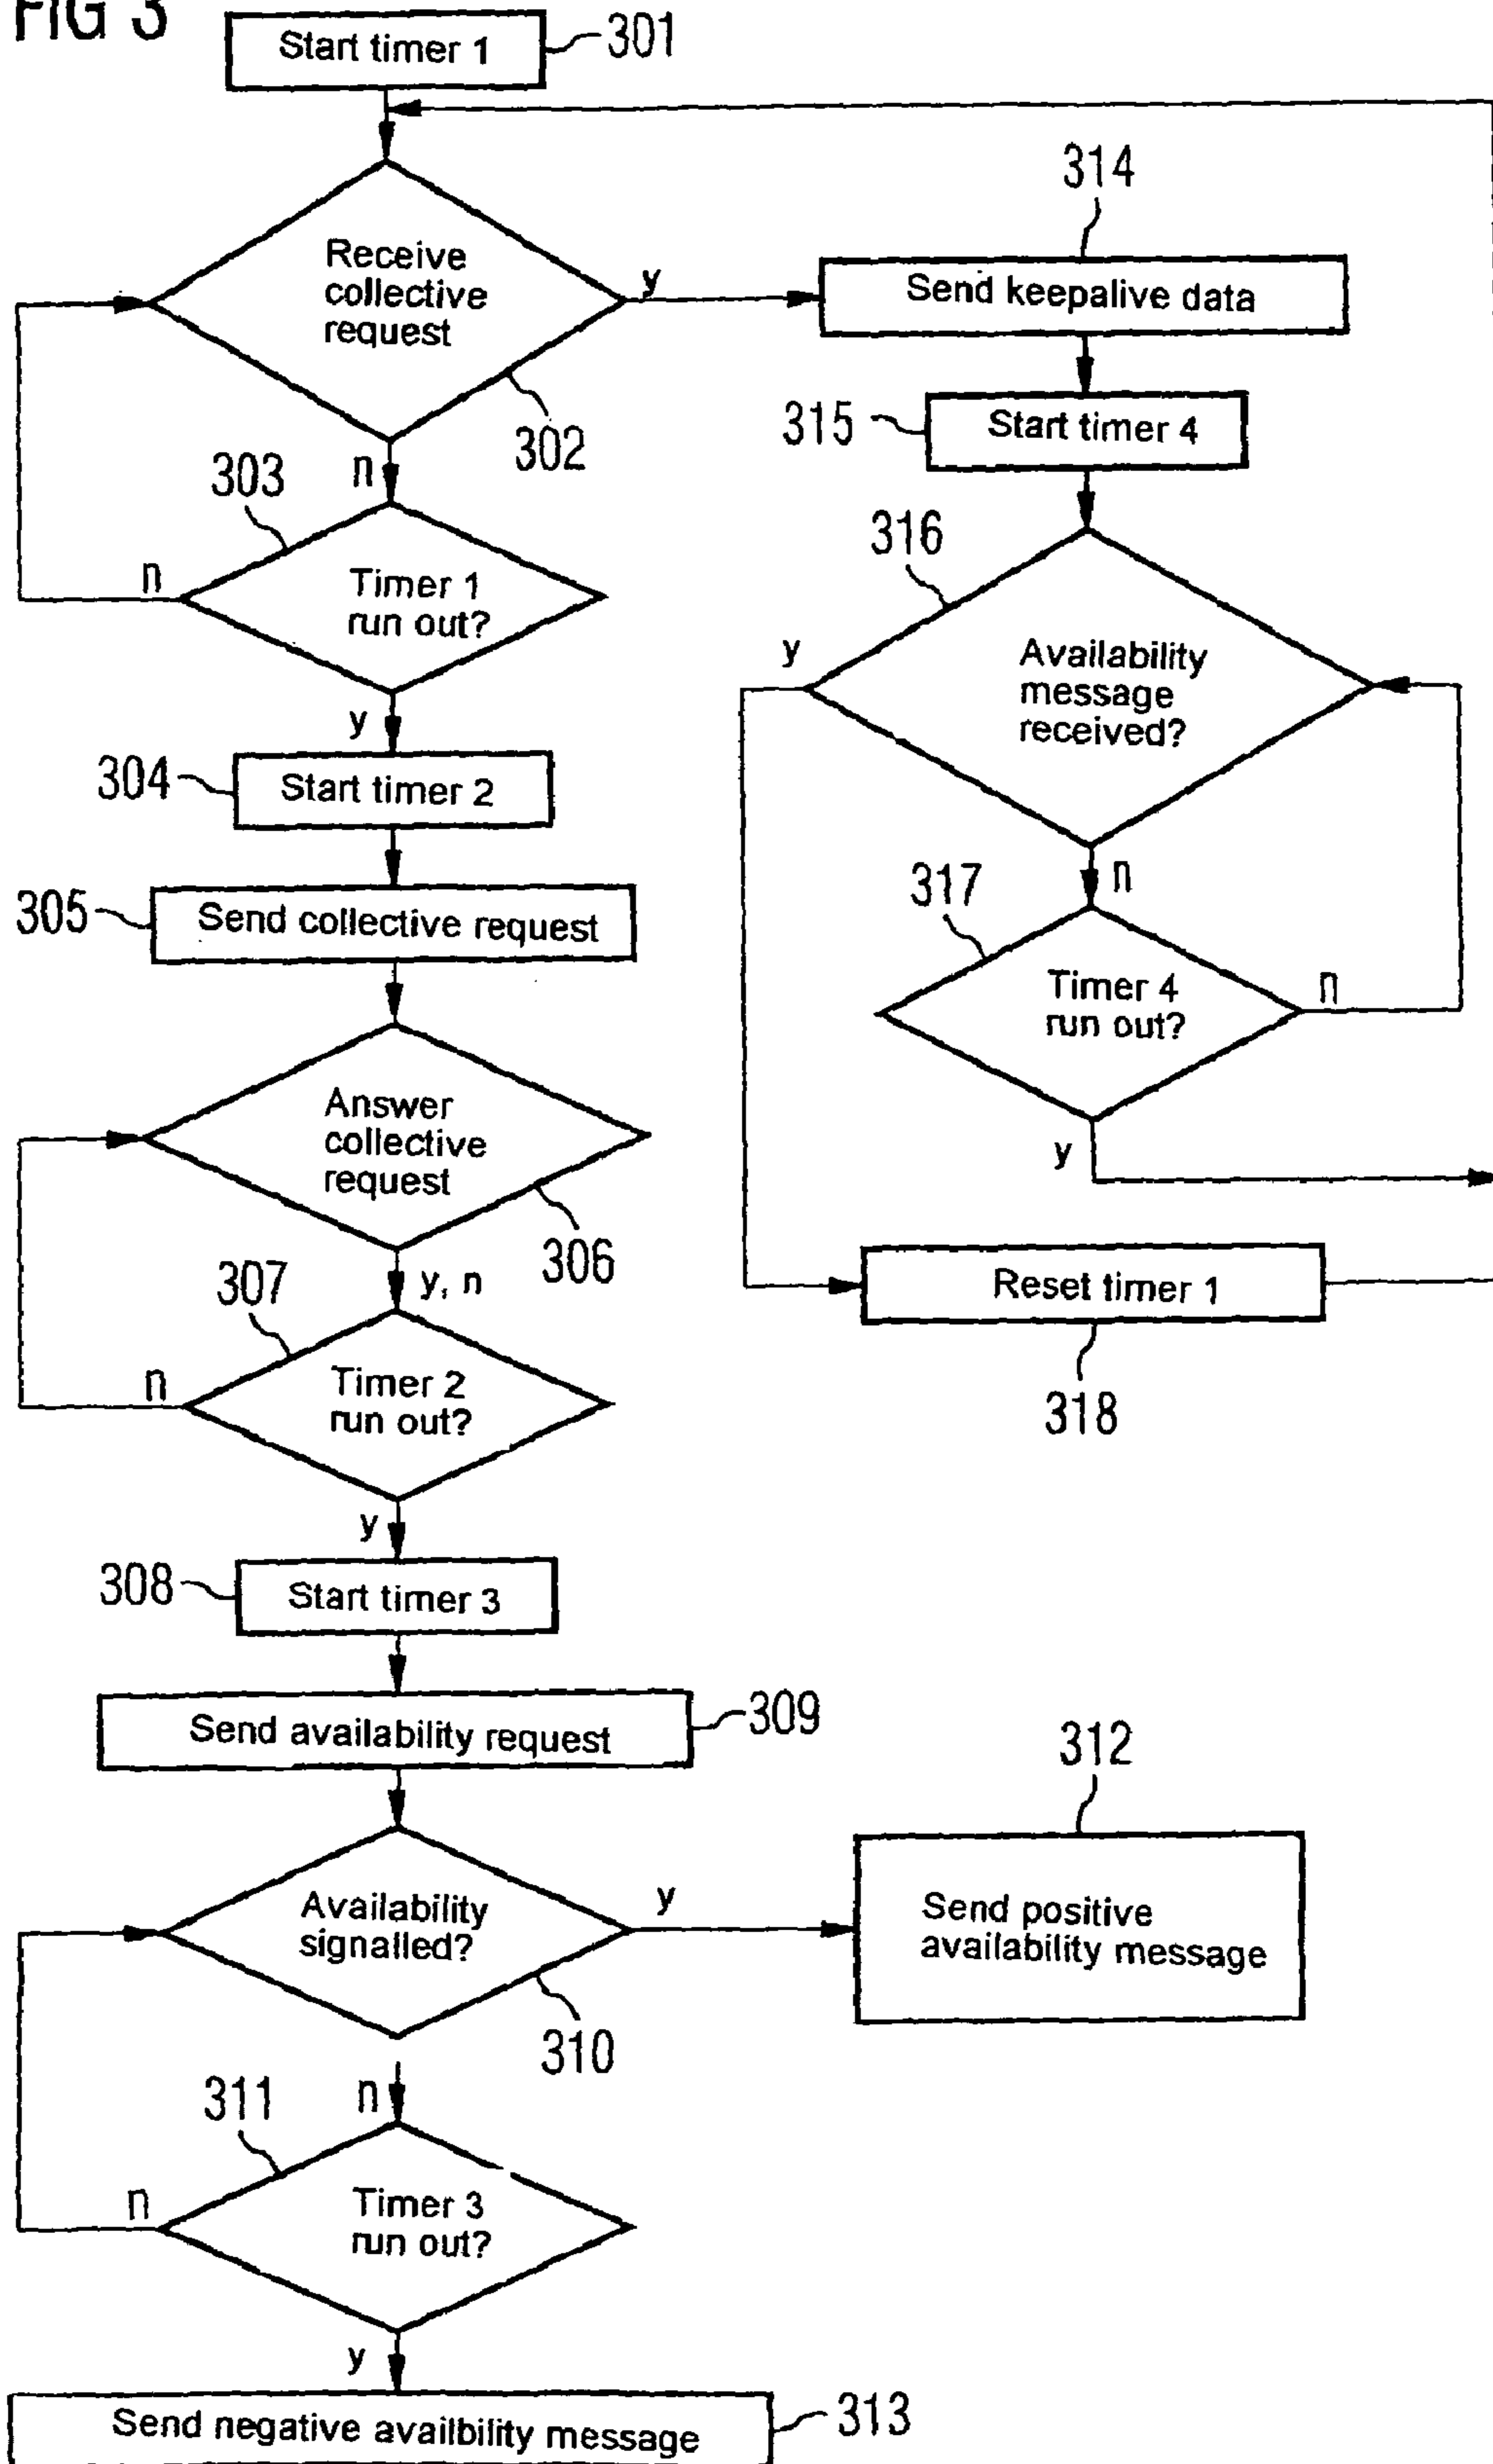 FIG 3
Start timer 1
301
314
Receive
collective
request
y
Send keepalive data
302
n
315
Start timer 4
303
Timer 1
run out?
n
316
y
Availability
message
received?
y
304
Start timer 2
n
317
305
Send collective request
Timer 4
run out?
n
y
Answer
collective
request
306
y, n
Reset timer 1
318
307
Timer 2
run out?
n
y
308
Start timer 3
Send availability request
309
312
Availability
signalled?
y
Send positive
availability message
310
n
311
Timer 3
run out?
n
y
Send negative availbility message
313